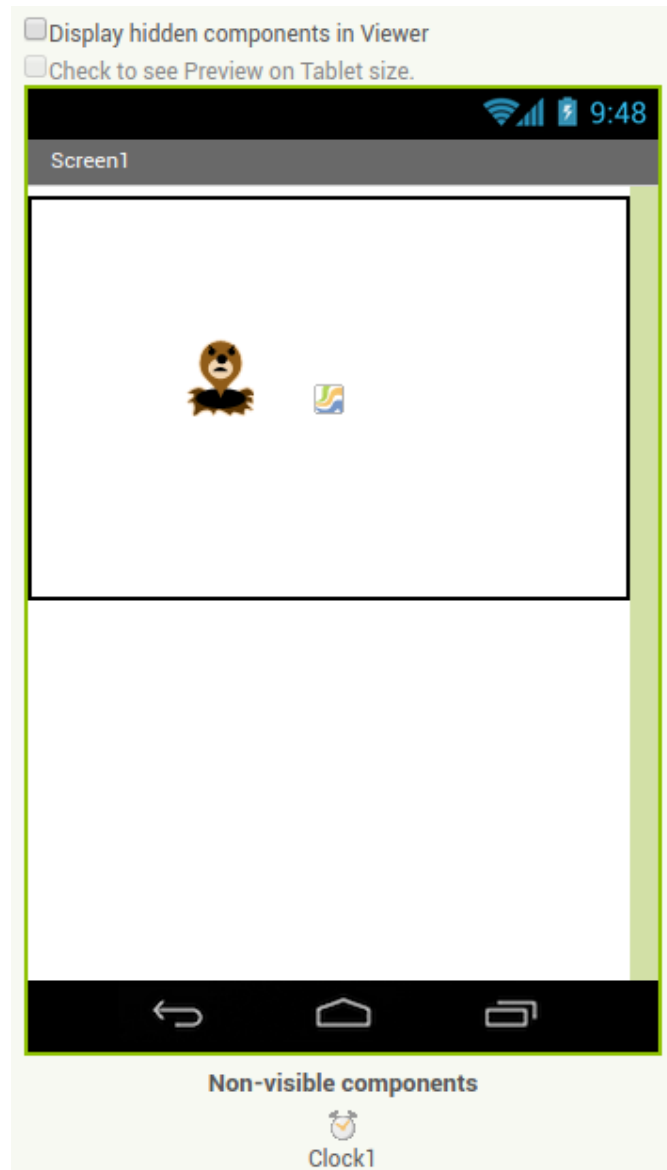 Display hidden components in Viewer
Check to see Preview on Tablet size.
9:48
Screen1
Non-visible components
Clock1